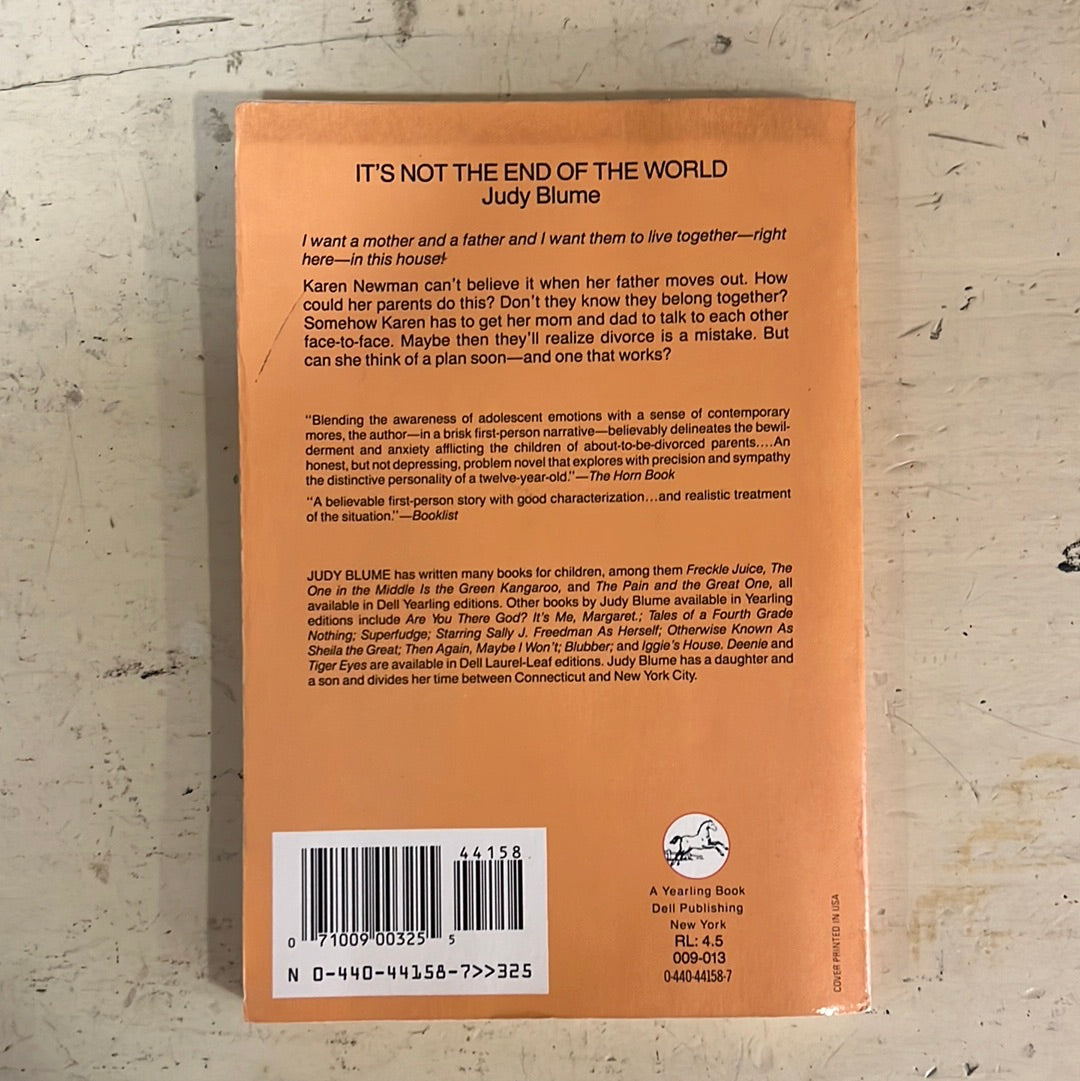 IT'S NOT THE END OF THE WORLD
Judy Blume
I want a mother and a father and I want them to live together—right
here—in this house!
Karen Newman can't believe it when her father moves out. How
could her parents do this? Don't they know they belong together?
Somehow Karen has to get her mom and dad to talk to each other
face-to-face. Maybe then they'll realize divorce is a mistake. But
can she think of a plan soon—and one that works?
"Blending the awareness of adolescent emotions with a sense of contemporary
mores, the author—in a brisk first-person narrative—believably delineates the bewil-
derment and anxiety afflicting the children of about-to-be-divorced parents....An
honest, but not depressing, problem novel that explores with precision and sympathy
the distinctive personality of a twelve-year-old."—The Horn Book
"A believable first-person story with good characterization...and realistic treatment
of the situation."—Booklist
JUDY BLUME has written many books for children, among them Freckle Juice, The
One in the Middle Is the Green Kangaroo, and The Pain and the Great One, all
available in Dell Yearling editions. Other books by Judy Blume available in Yearling
editions include Are You There God? It's Me, Margaret.; Tales of a Fourth Grade
Nothing; Superfudge; Starring Sally J. Freedman As Herself; Otherwise Known As
Sheila the Great; Then Again, Maybe I Won't; Blubber; and Iggie's House. Deenie and
Tiger Eyes are available in Dell Laurel-Leaf editions. Judy Blume has a daughter and
a son and divides her time between Connecticut and New York City.
44158
0 71009 00325 5
N 0-440-44158-7>>325
A Yearling Book
Dell Publishing
New York
RL: 4.5
009-013
0-440-44158-7
COVER PRINTED IN USA